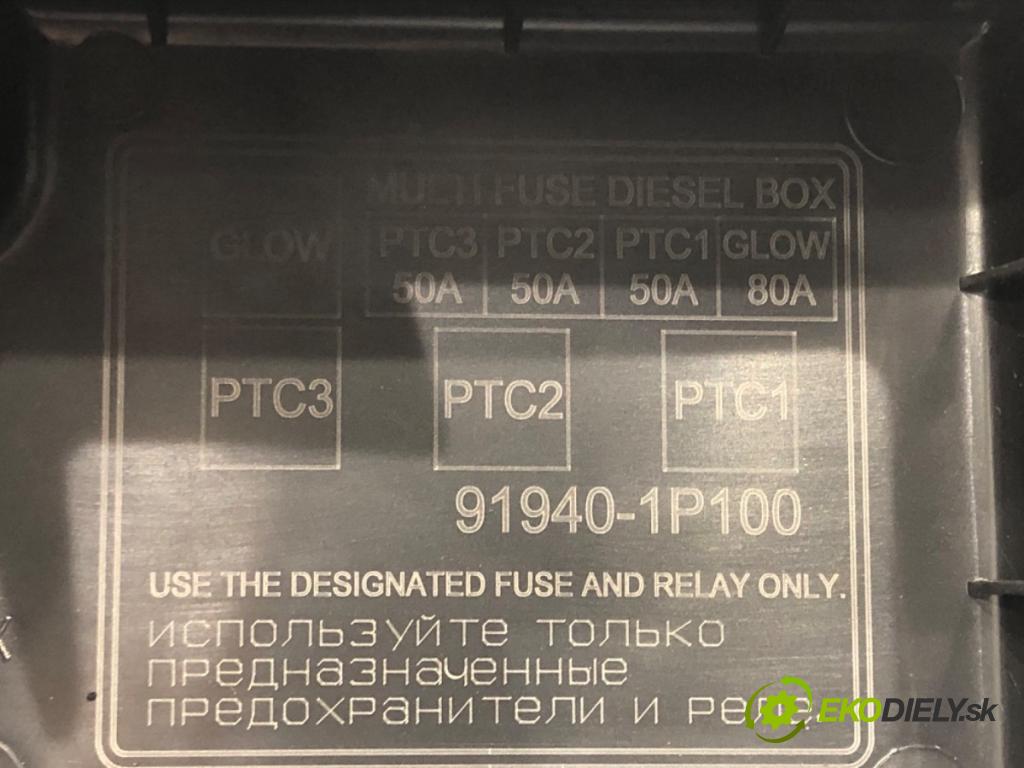 MULTI FUSE DIESEL BOX
GLOW PTC3 PTC2 PTC1 GLOW
50A 50A 50A 80A
PTC3 PTC2 PTC1
91940-1P100
USE THE DESIGNATED FUSE AND RELAY ONLY.
используйте только
предназначенные
предохранители и реле
EKODIELY.sk